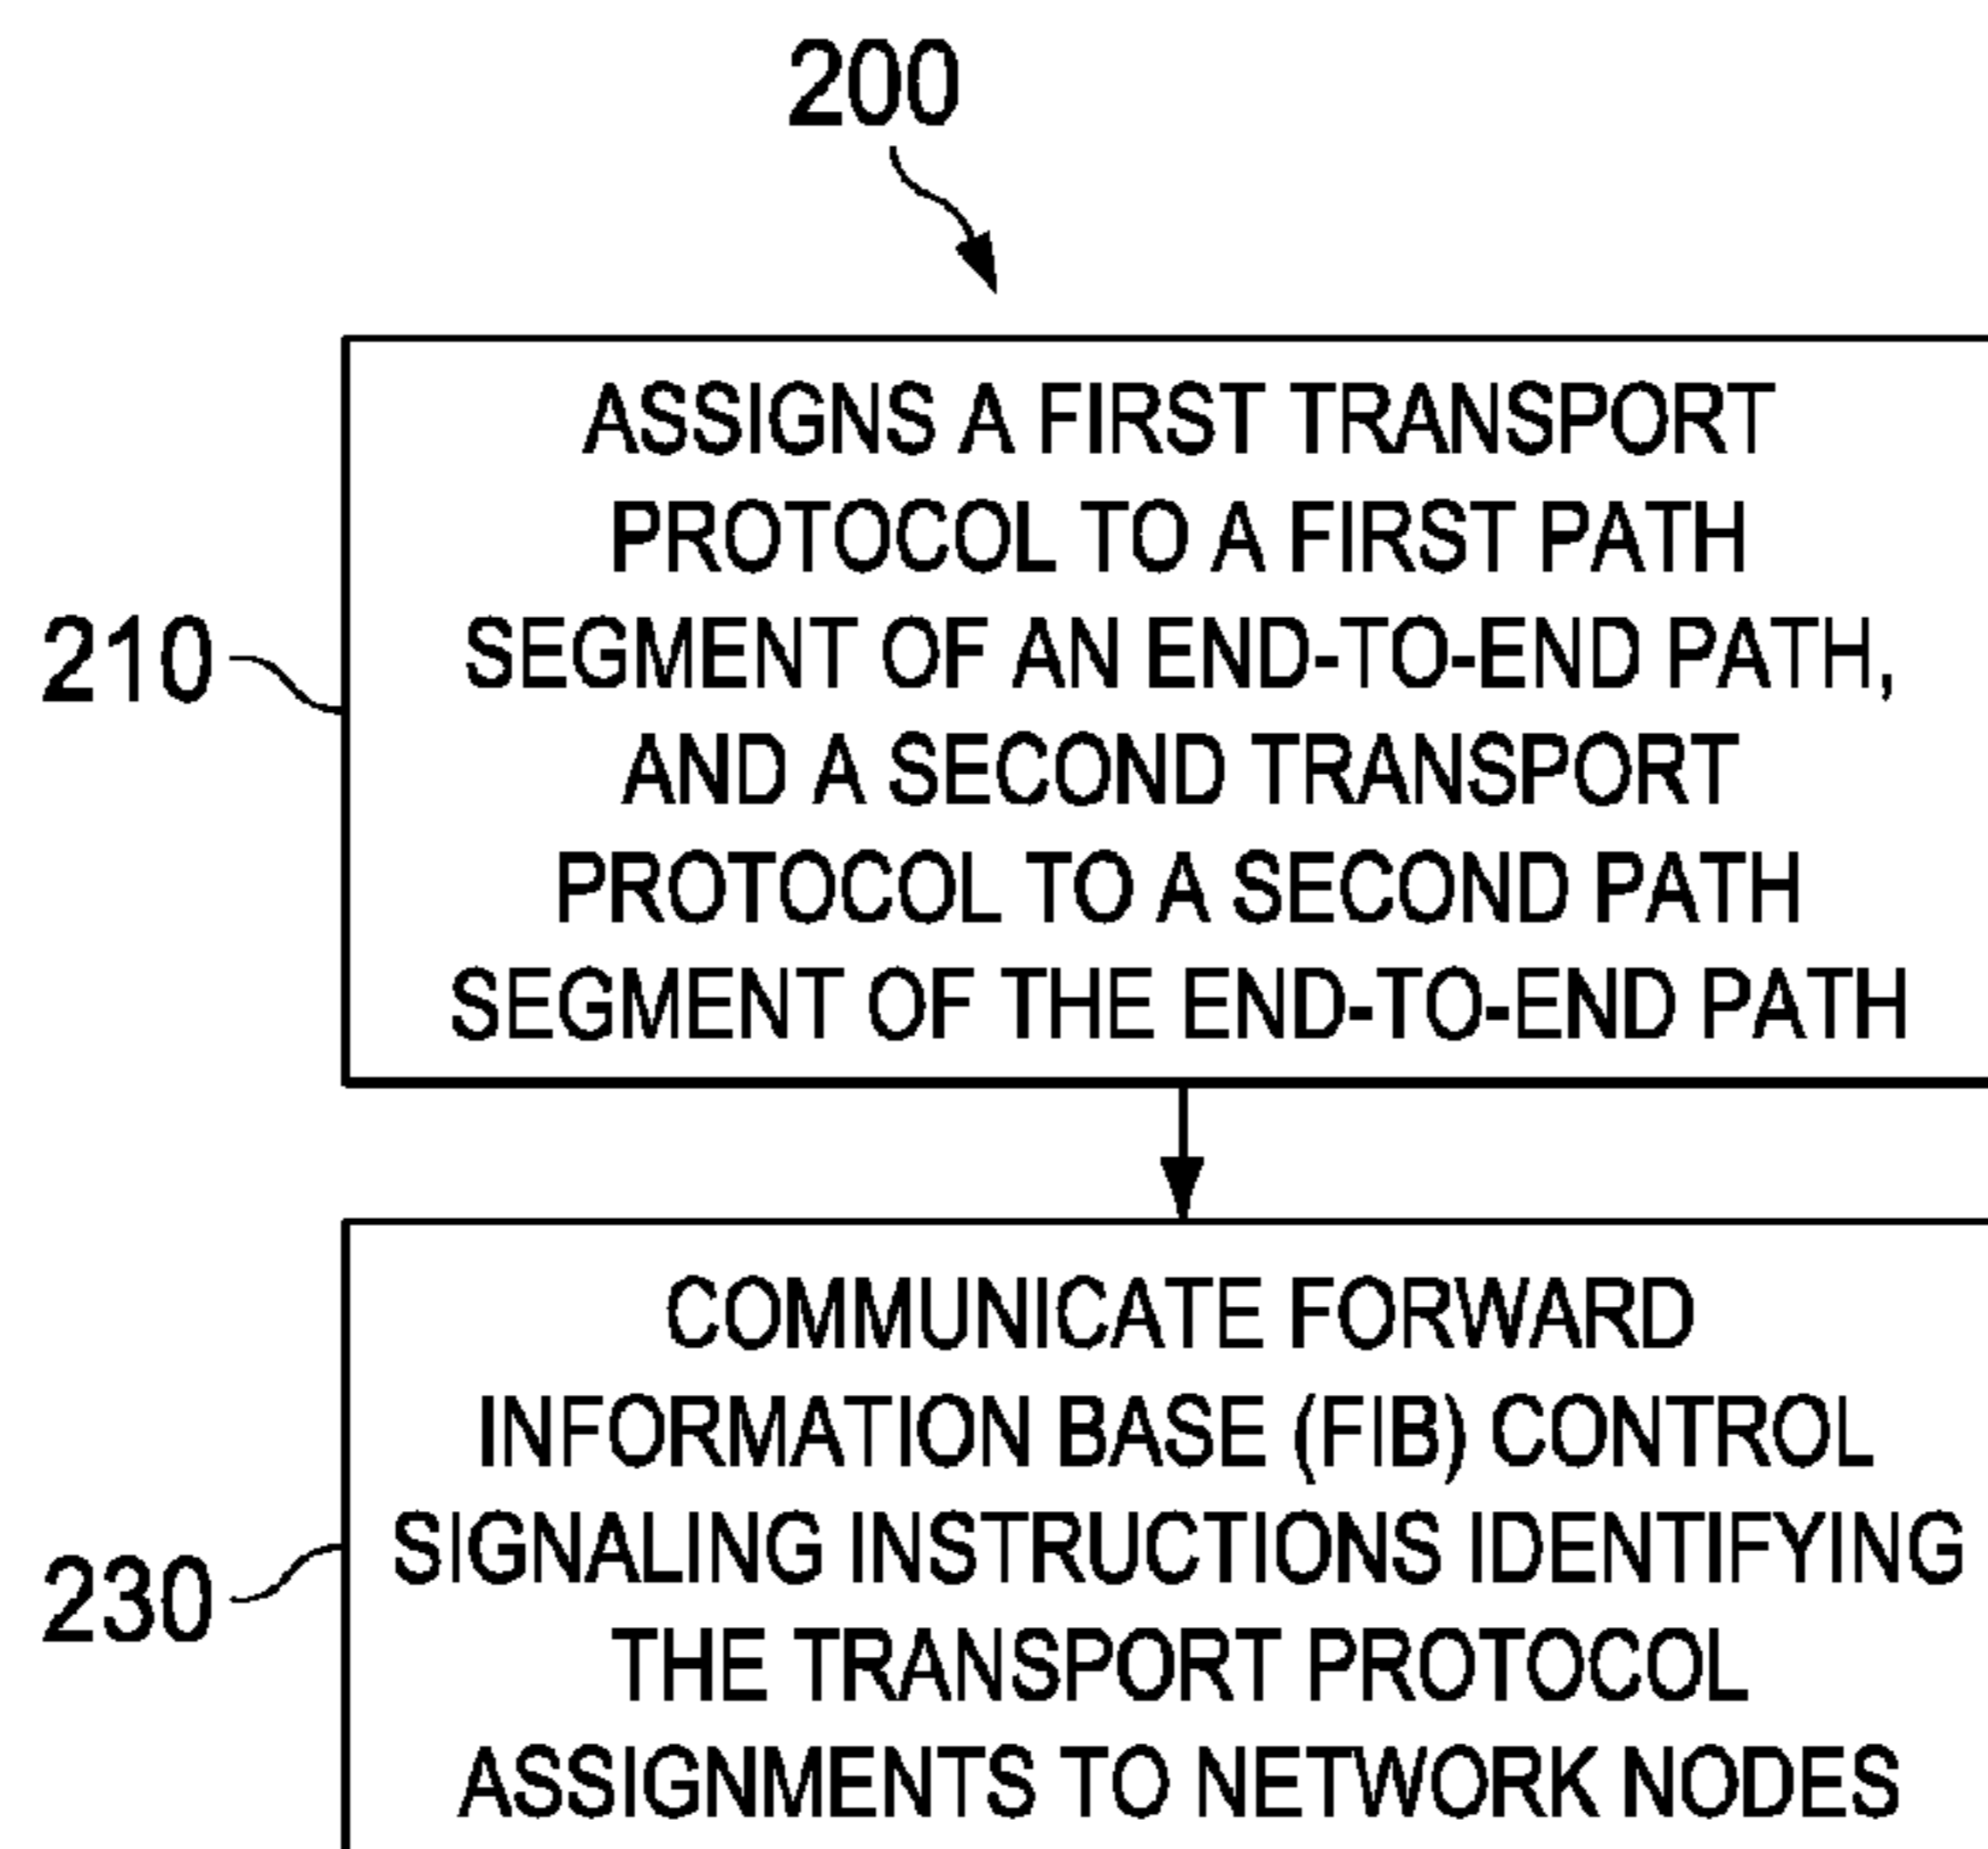 200
ASSIGNS A FIRST TRANSPORT
PROTOCOL TO A FIRST PATH
SEGMENT OF AN END-TO-END PATH,
AND A SECOND TRANSPORT
PROTOCOL TO A SECOND PATH
SEGMENT OF THE END-TO-END PATH
210
COMMUNICATE FORWARD
INFORMATION BASE (FIB) CONTROL
SIGNALING INSTRUCTIONS IDENTIFYING
THE TRANSPORT PROTOCOL
ASSIGNMENTS TO NETWORK NODES
230